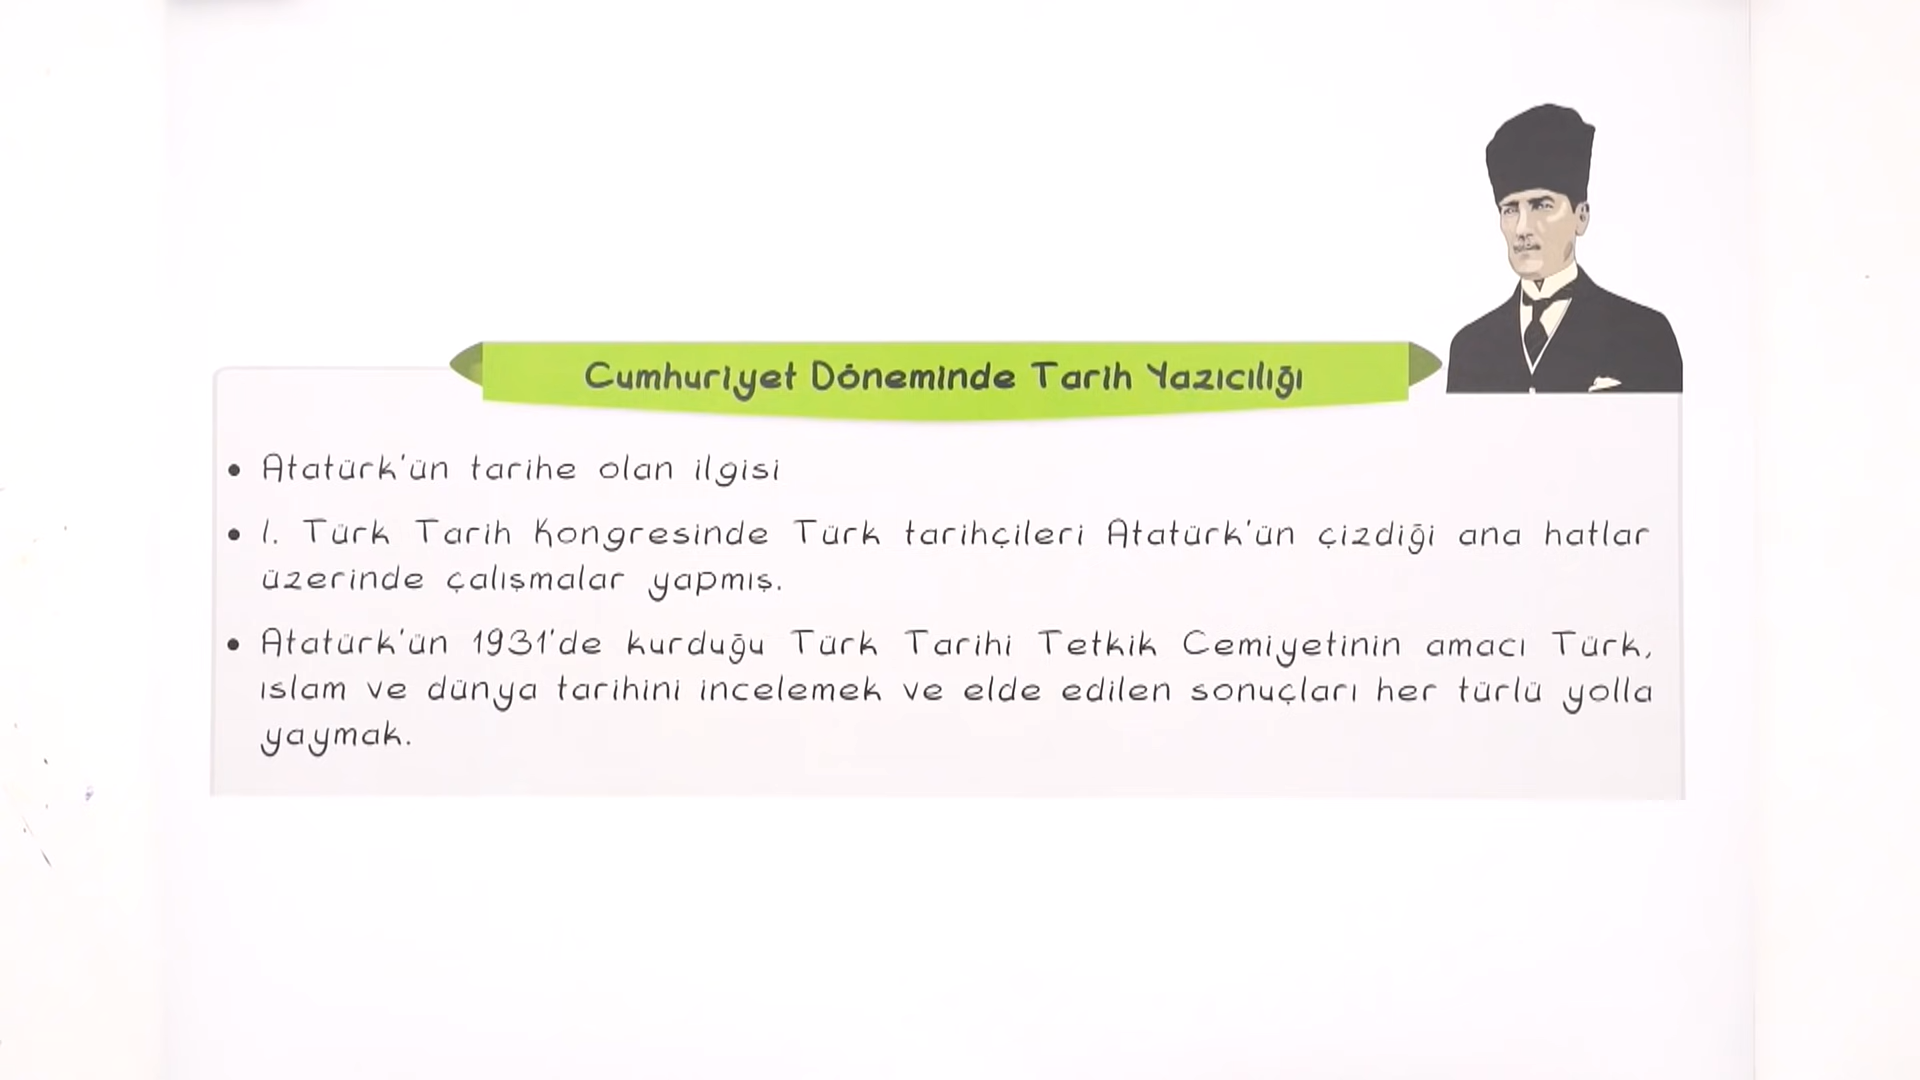 Cumhuriyet Döneminde Tarih Yazıcılığı
• Atatürk'ün tarihe olan ilgisi
• I. Türk Tarih Kongresinde Türk tarihçileri Atatürk'ün çizdiği ana hatlar
üzerinde çalışmalar yapmış.
• Atatürk'ün 1931'de kurduğu Türk Tarihi Tetkik Cemiyetinin amacı Türk,
ıslam ve dünya tarihini incelemek ve elde edilen sonuçları her türlü yolla
yaymak.